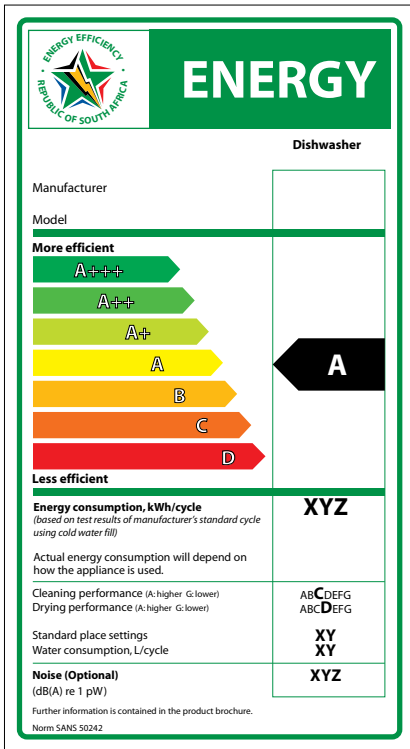 ENERGY EFFICIENCY
REPUBLIC OF SOUTH AFRICA
ENERGY
Dishwasher
Manufacturer
Model
More efficient
A+++
A++
A+
A
A
B
C
D
Less efficient
Energy consumption, kWh/cycle XYZ
(based on test results of manufacturer's standard cycle
using cold water fill)
Actual energy consumption will depend on
how the appliance is used.
Cleaning performance (A: higher G: lower) ABCDEFG
Drying performance (A: higher G: lower) ABCDEFG
Standard place settings XY
Water consumption, L/cycle XY
Noise (Optional) XYZ
(dB(A) re 1 pW)
Further information is contained in the product brochure.
Norm SANS 50242